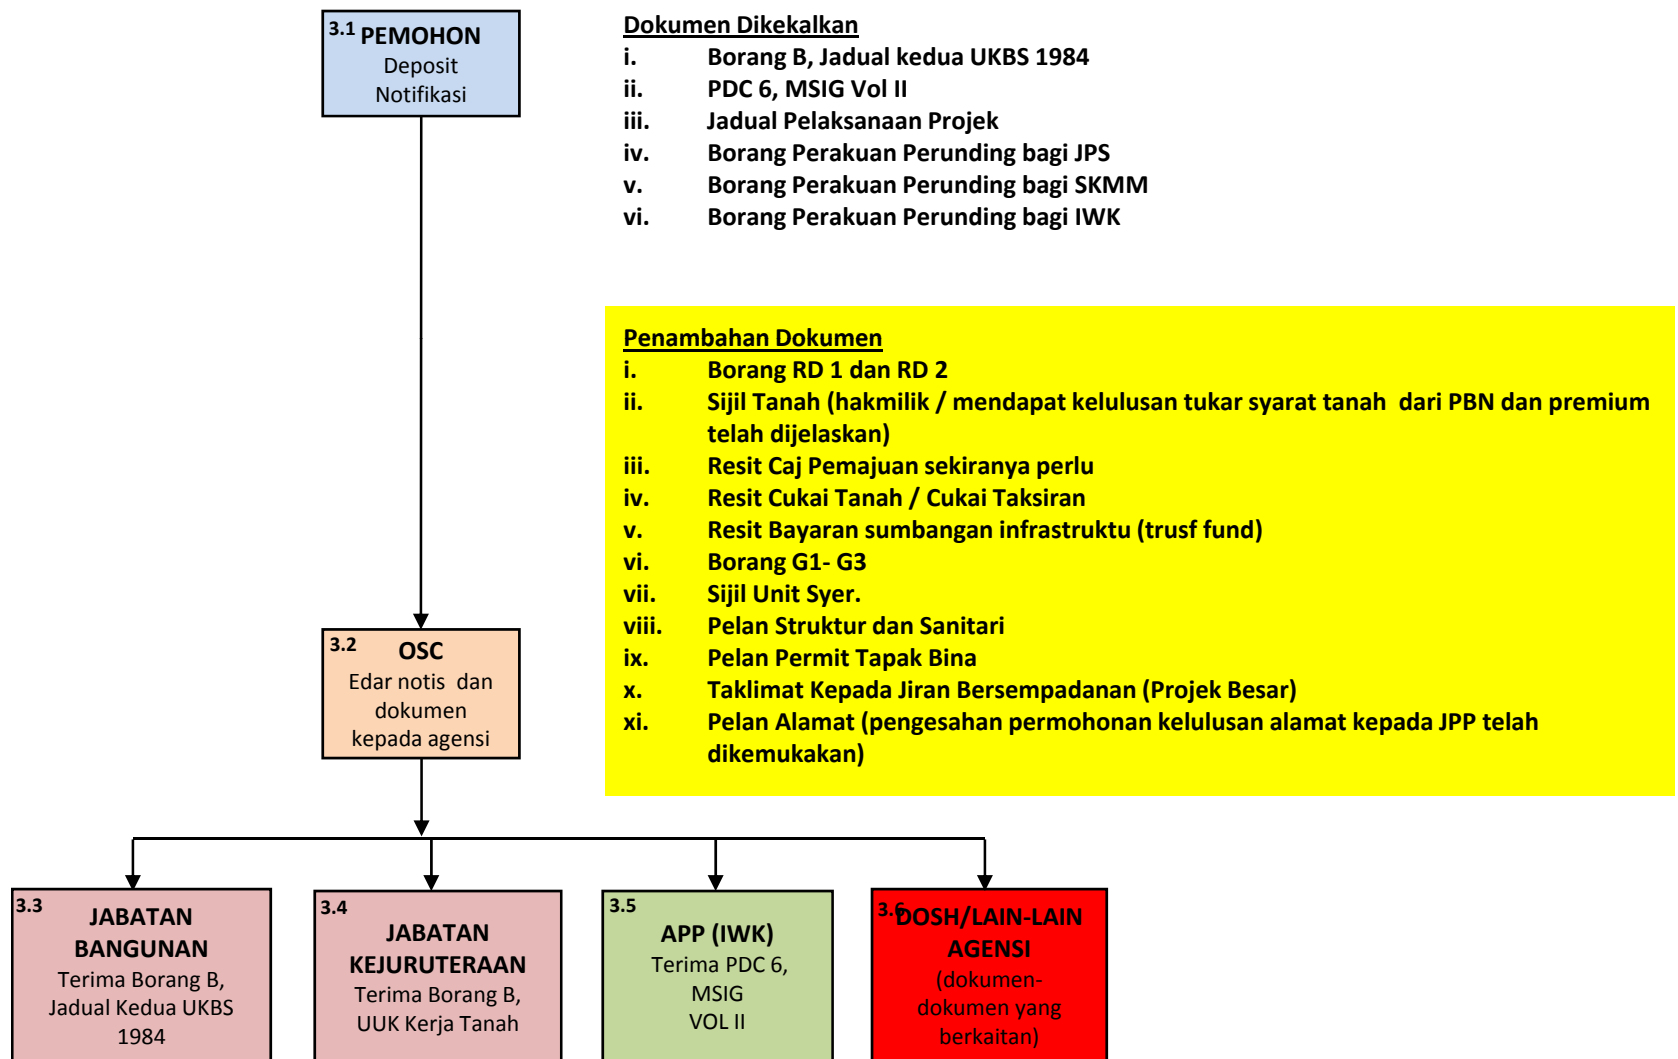 3.1 PEMOHON
Deposit
Notifikasi
Dokumen Dikekalkan
i. Borang B, Jadual kedua UKBS 1984
ii. PDC 6, MSIG Vol II
iii. Jadual Pelaksanaan Projek
iv. Borang Perakuan Perunding bagi JPS
v. Borang Perakuan Perunding bagi SKMM
vi. Borang Perakuan Perunding bagi IWK
Penambahan Dokumen
i. Borang RD 1 dan RD 2
ii. Sijil Tanah (hakmilik / mendapat kelulusan tukar syarat tanah dari PBN dan premium
telah dijelaskan)
iii. Resit Caj Pemajuan sekiranya perlu
iv. Resit Cukai Tanah / Cukai Taksiran
v. Resit Bayaran sumbangan infrastruktu (trusf fund)
vi. Borang G1- G3
vii. Sijil Unit Syer.
viii. Pelan Struktur dan Sanitari
ix. Pelan Permit Tapak Bina
x. Taklimat Kepada Jiran Bersempadanan (Projek Besar)
xi. Pelan Alamat (pengesahan permohonan kelulusan alamat kepada JPP telah
dikemukakan)
3.2 OSC
Edar notis dan
dokumen
kepada agensi
3.3 JABATAN
BANGUNAN
Terima Borang B,
Jadual Kedua UKBS
1984
3.4
JABATAN
KEJURUTERAAN
Terima Borang B,
UUK Kerja Tanah
3.5
APP (IWK)
Terima PDC 6,
MSIG
VOL II
3.6 DOSH/LAIN-LAIN
AGENSI
(dokumen-
dokumen yang
berkaitan)